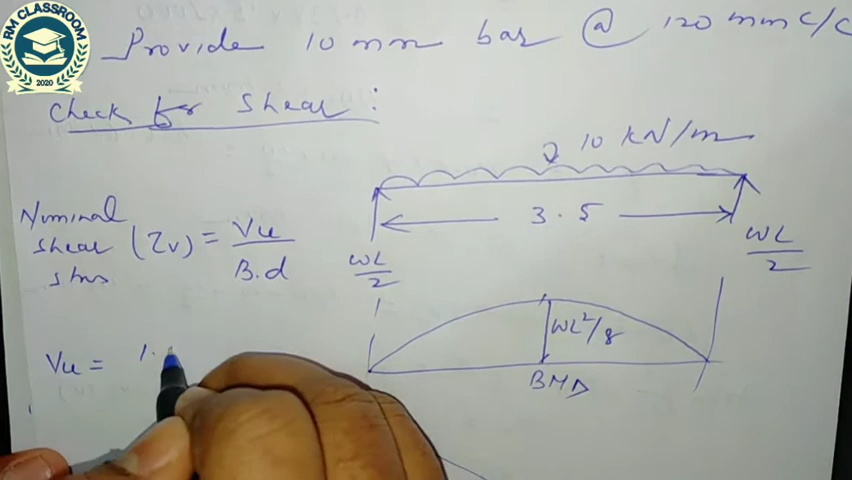 RM CLASSROOM
2020
Provide 10 mm bar @ 120 mm c/c
Check for Shear :
10 kN/m
3.5
Nominal
shear (τv) = Vu / B.d
stress
WL/2
WL/2
WL²/8
BMD
Vu = 1.